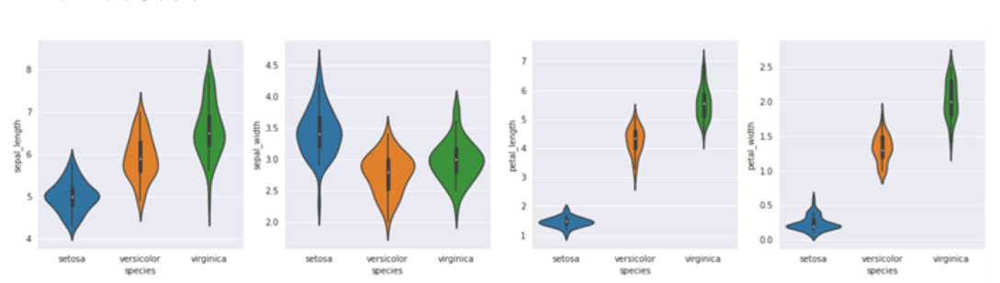 sepal_length
8
7
6
5
4
setosa versicolor virginica
species
sepal_width
4.5
4.0
3.5
3.0
2.5
2.0
setosa versicolor virginica
species
petal_length
7
6
5
4
3
2
1
setosa versicolor virginica
species
petal_width
2.5
2.0
1.5
1.0
0.5
0.0
setosa versicolor virginica
species